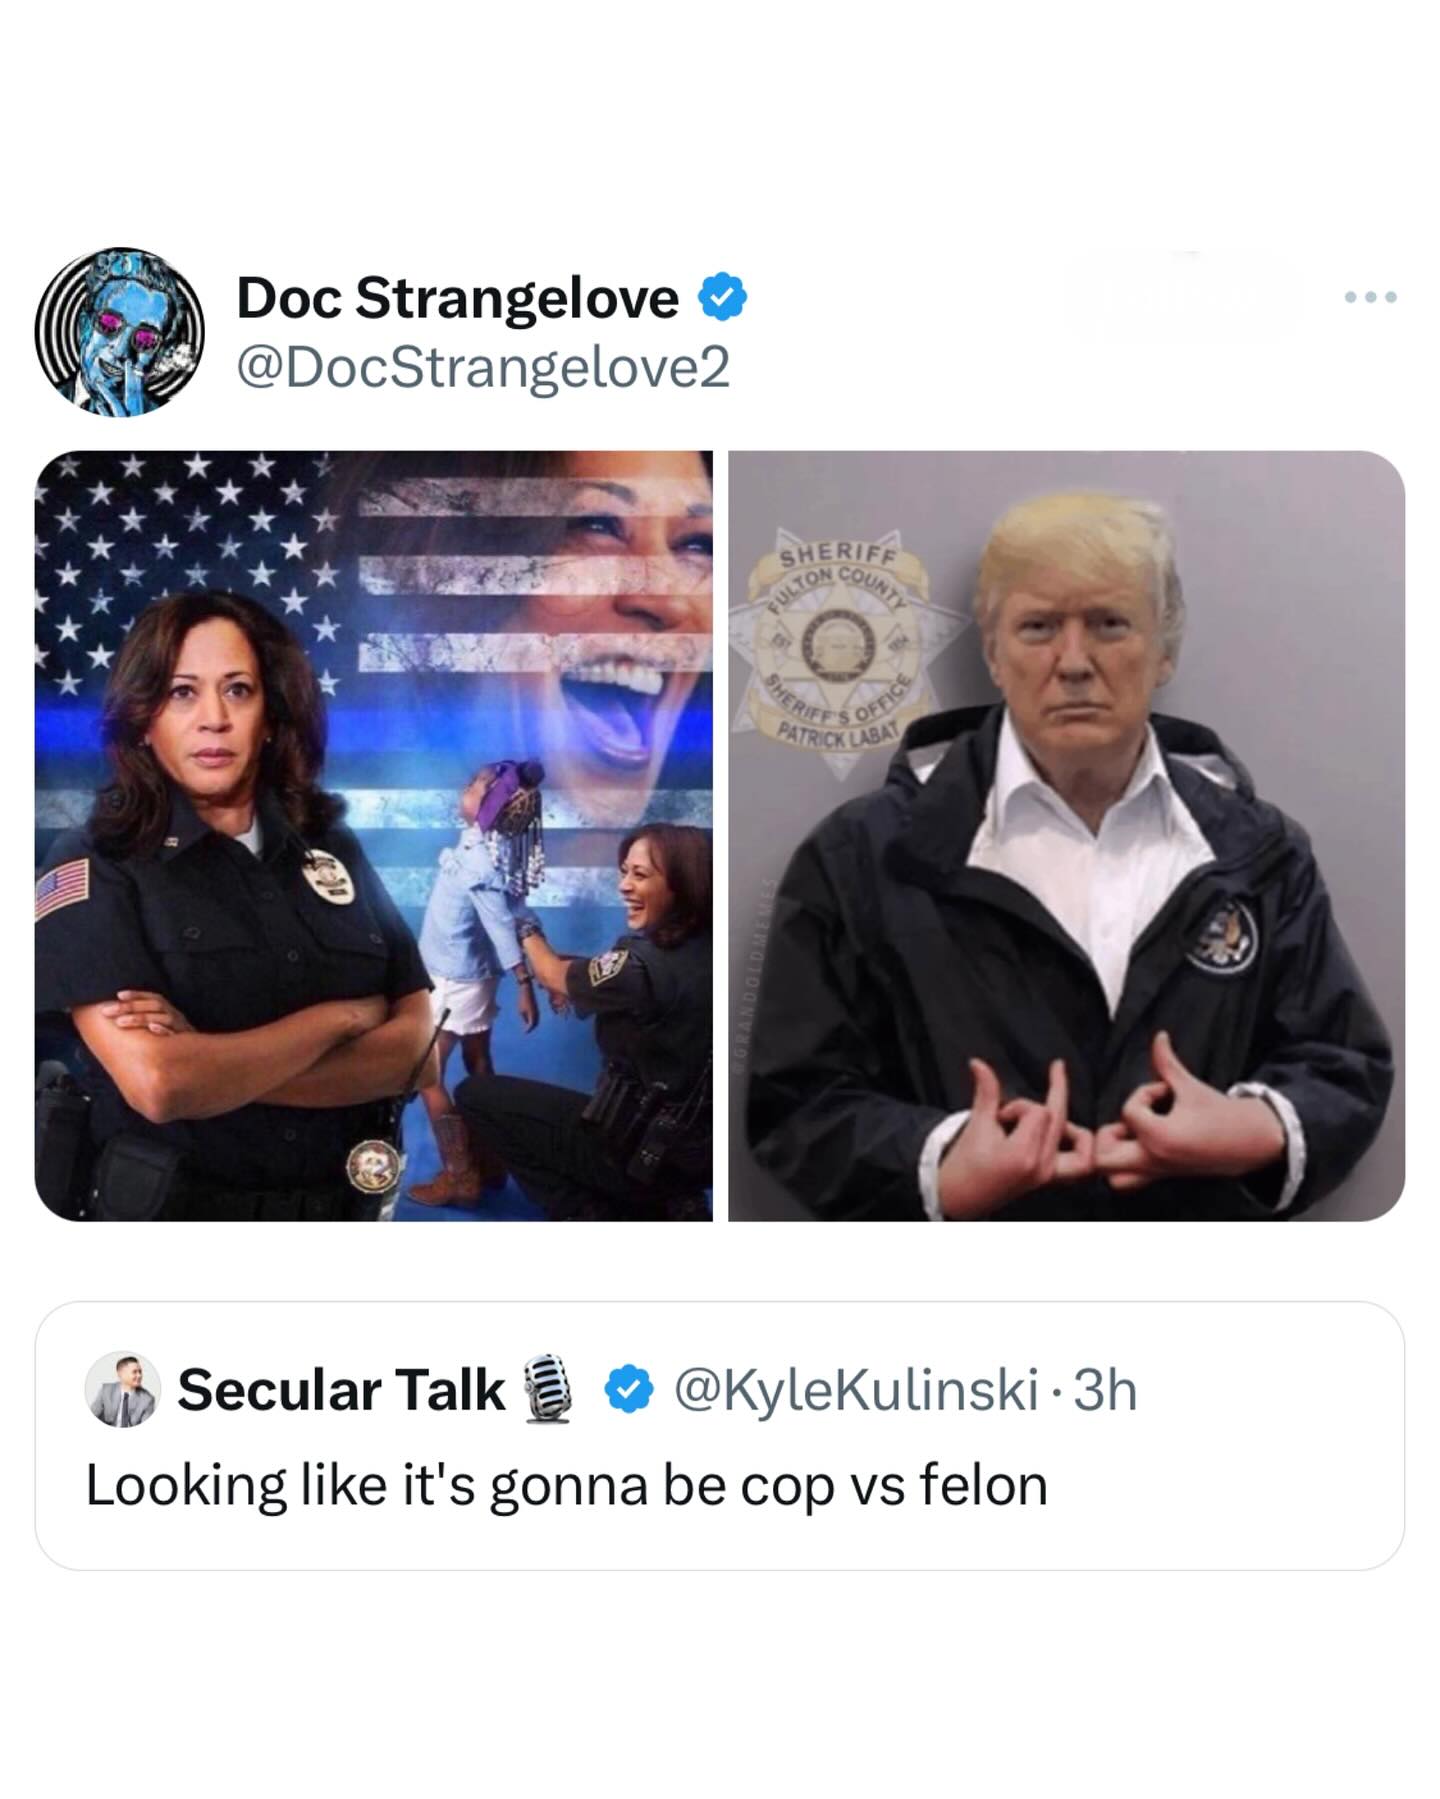 Doc Strangelove
@DocStrangelove2
SHERIFF
FULTON COUNTY
SHERIFF'S OFFICE
PATRICK LABAT
@GRANDOLDMEMES
Secular Talk🎙️ @KyleKulinski · 3h
Looking like it's gonna be cop vs felon